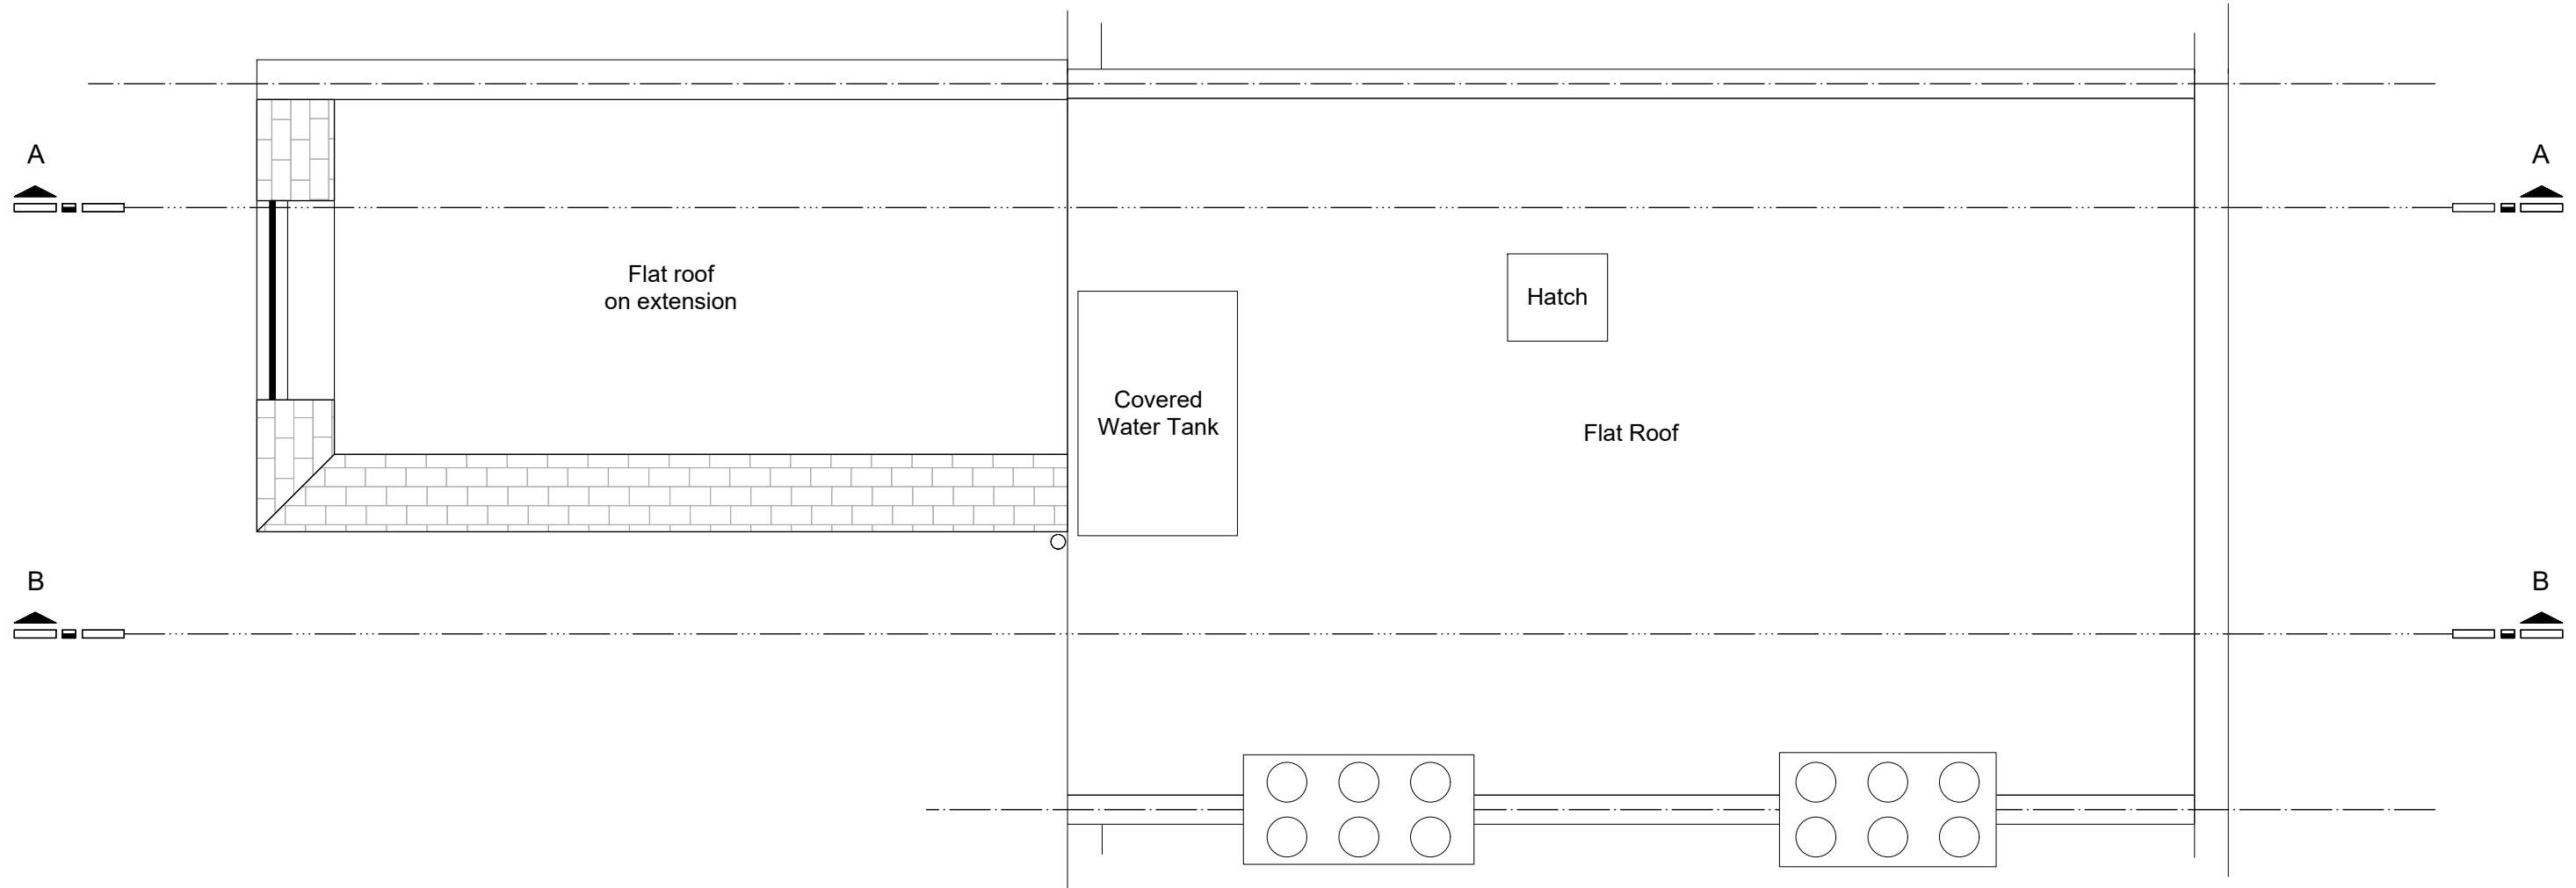 A
A
Flat roof
on extension
Hatch
Covered
Water Tank
Flat Roof
B
B